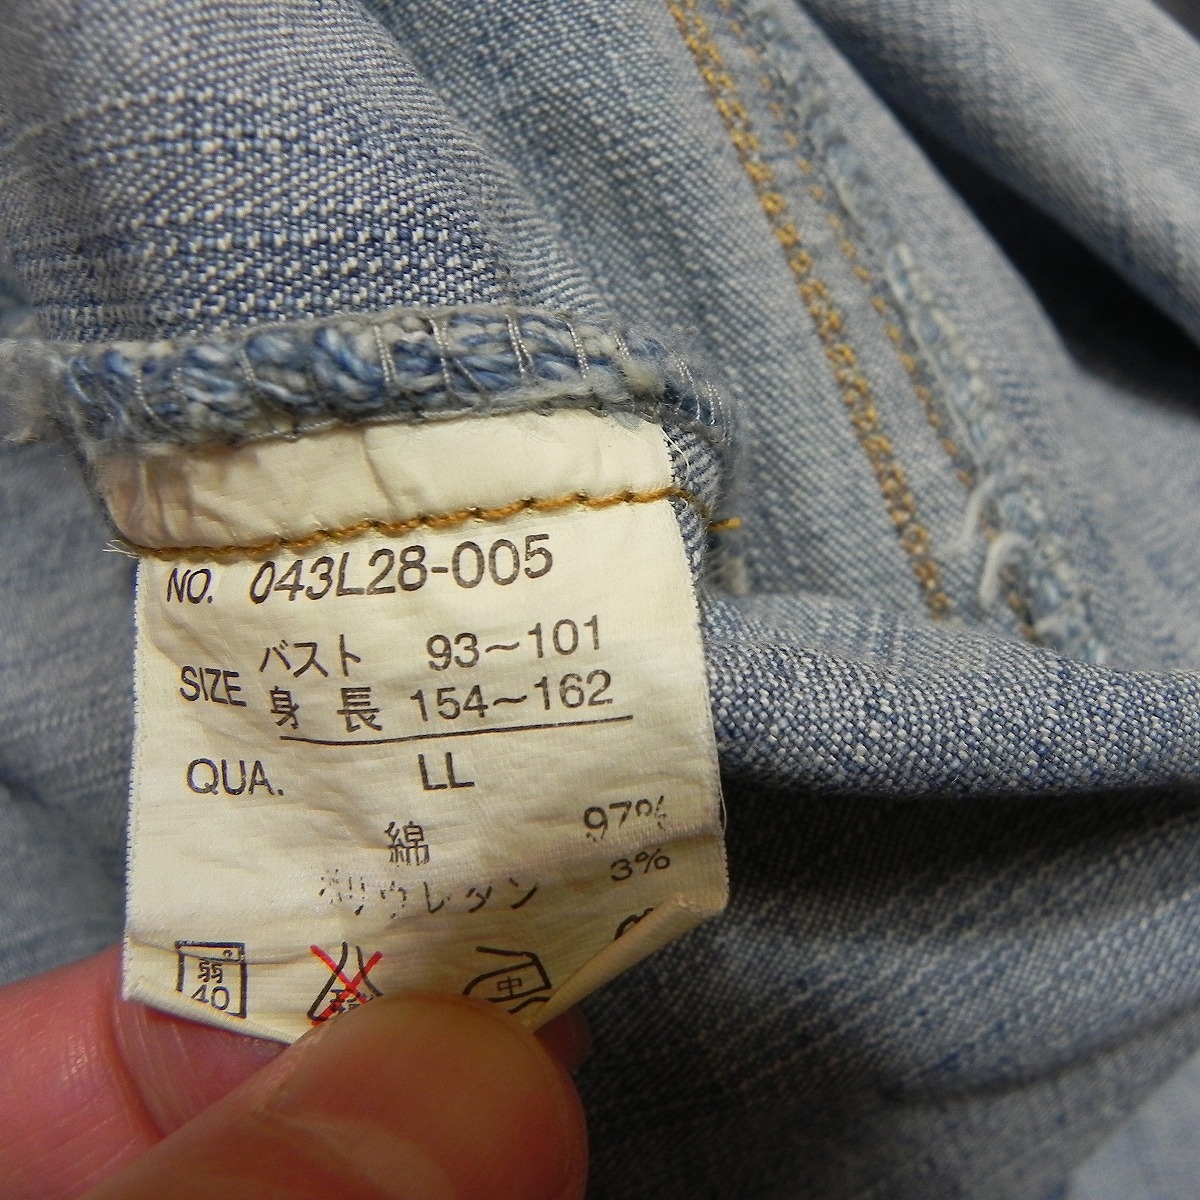 NO. 043L28-005
SIZE バスト 93~101
身長 154~162
QUA. LL
綿 97%
ポリウレタン 3%
弱
40
中